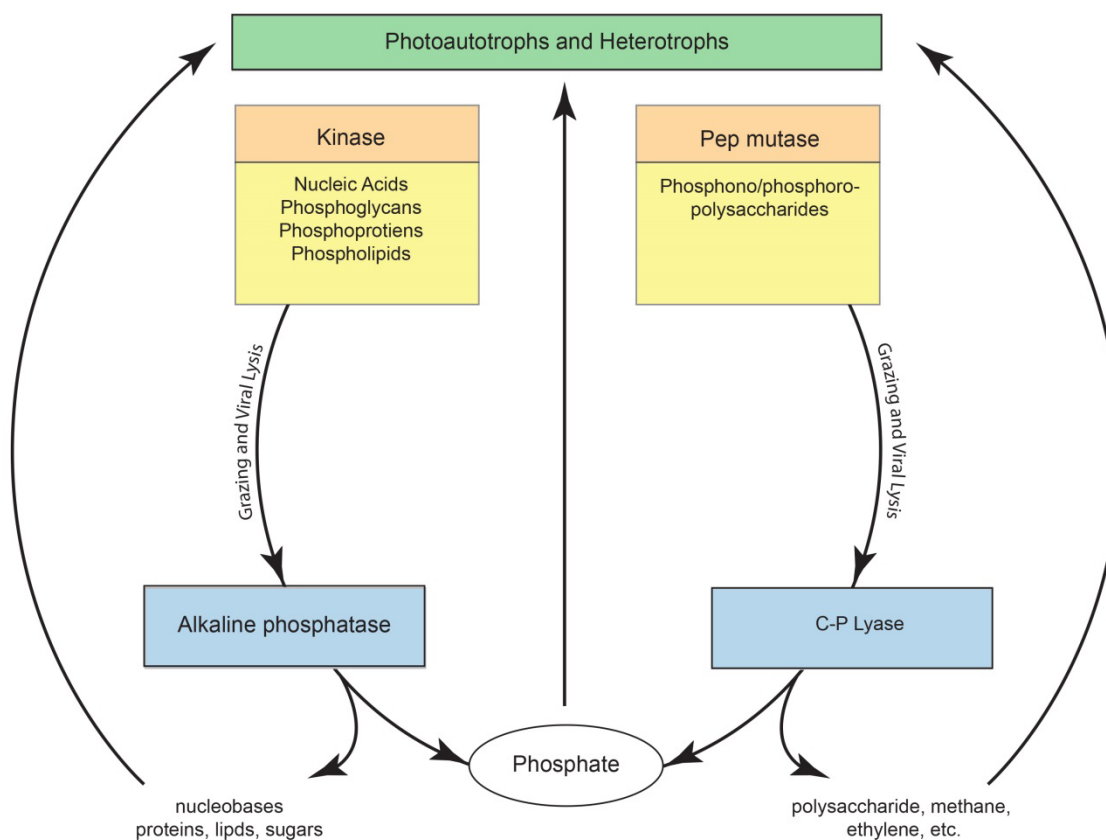 Photoautotrophs and Heterotrophs
Kinase
Nucleic Acids
Phosphoglycans
Phosphoprotiens
Phospholipids
Pep mutase
Phosphono/phosphoro-
polysaccharides
Grazing and Viral Lysis
Grazing and Viral Lysis
Alkaline phosphatase
C-P Lyase
Phosphate
nucleobases
proteins, lipds, sugars
polysaccharide, methane,
ethylene, etc.